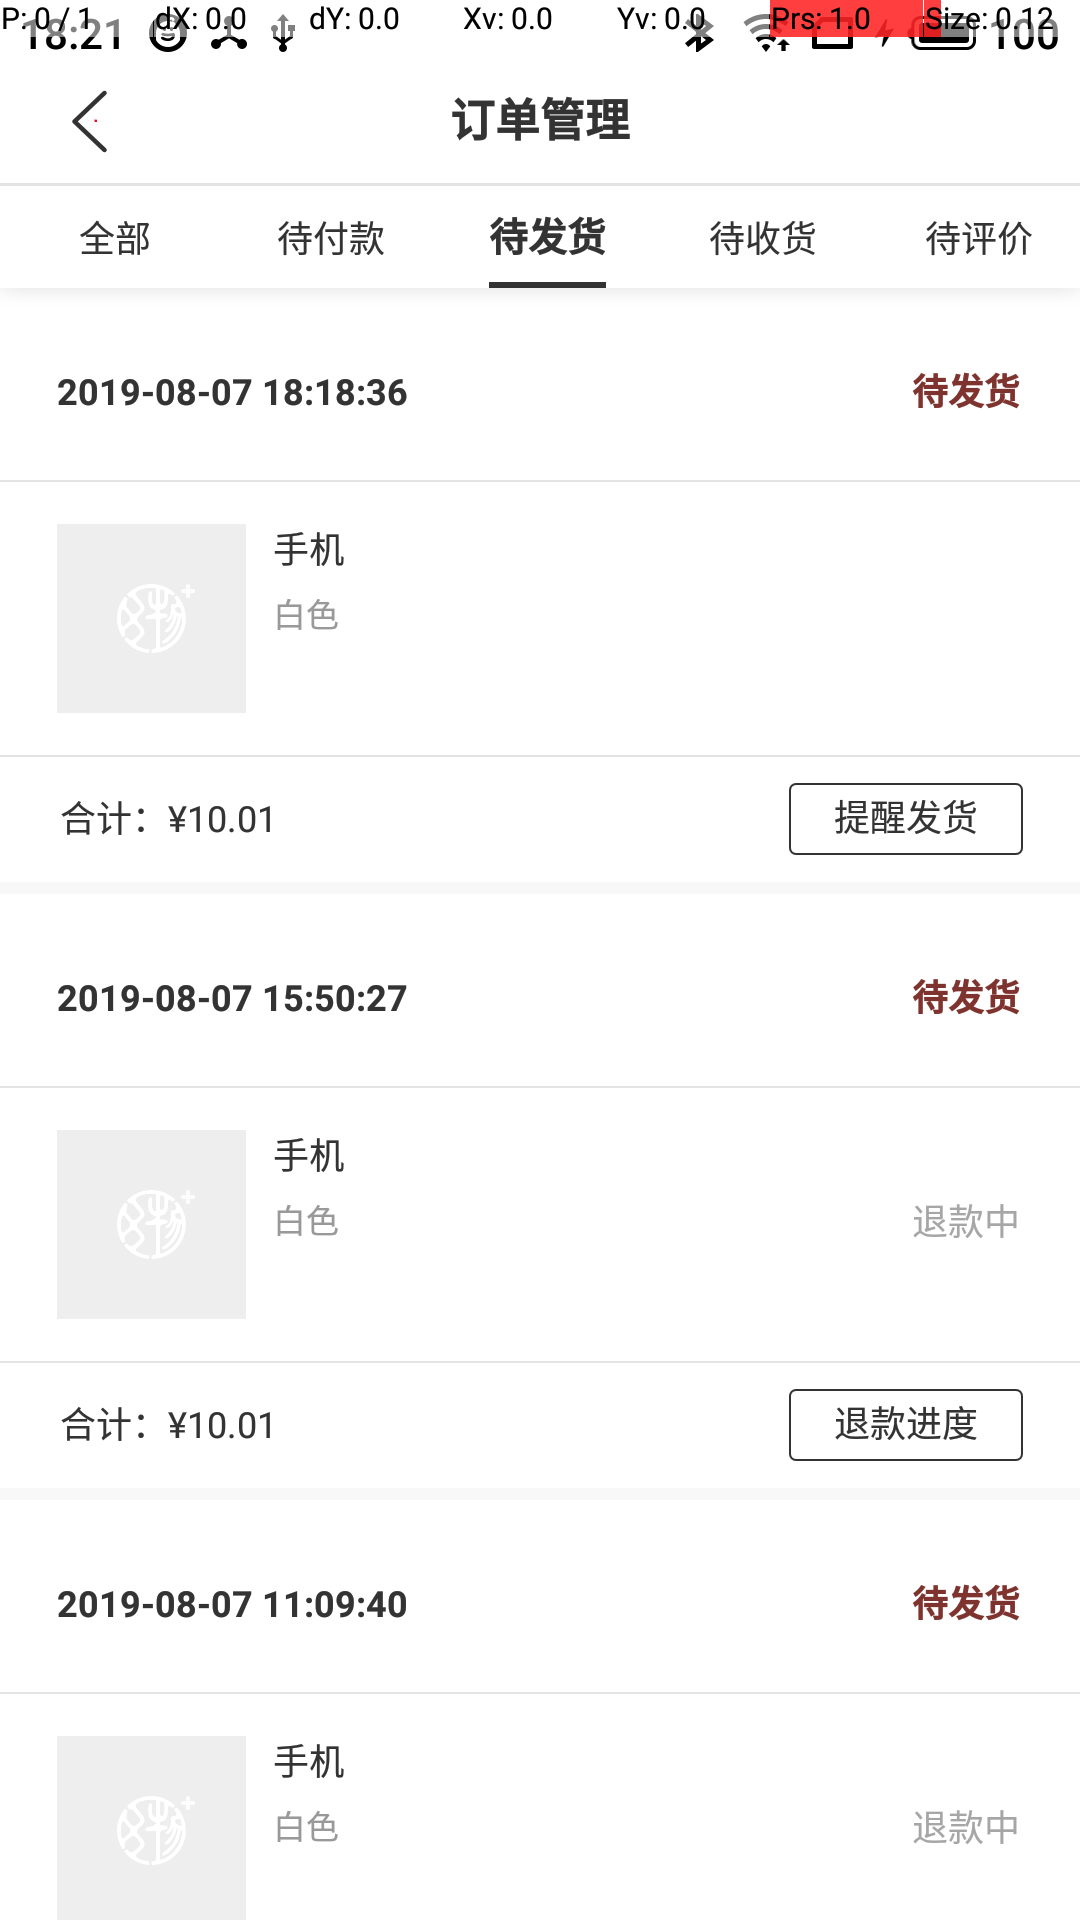 P: 0 / 1 dX: 0.0 dY: 0.0 Xv: 0.0 Yv: 0.0 Prs: 1.0 Size: 0.12
18:21 100
订单管理
全部 待付款 待发货 待收货 待评价
2019-08-07 18:18:36 待发货
手机
白色
合计：¥10.01 提醒发货
2019-08-07 15:50:27 待发货
手机
白色 退款中
合计：¥10.01 退款进度
2019-08-07 11:09:40 待发货
手机
白色 退款中